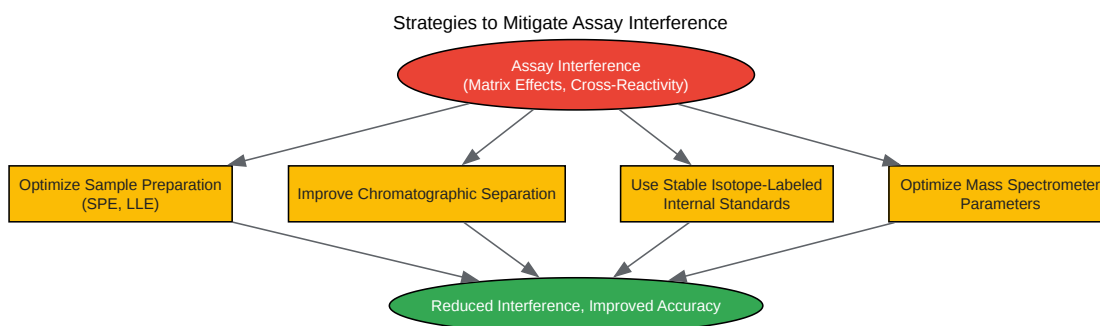 Strategies to Mitigate Assay Interference
Assay Interference
(Matrix Effects, Cross-Reactivity)
Optimize Sample Preparation
(SPE, LLE)
Improve Chromatographic Separation
Use Stable Isotope-Labeled
Internal Standards
Optimize Mass Spectrometer
Parameters
Reduced Interference, Improved Accuracy